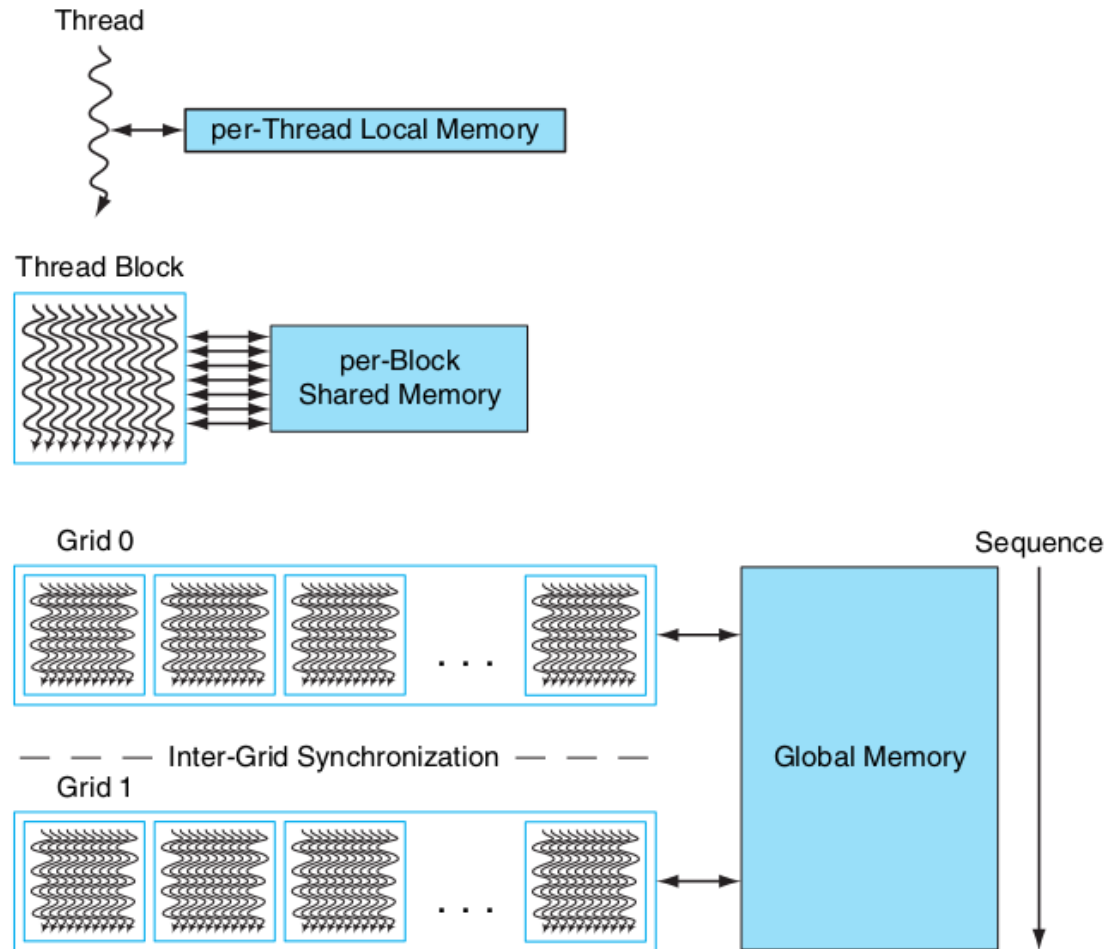 Thread
per-Thread Local Memory
Thread Block
per-Block
Shared Memory
Grid 0
Sequence
. . .
Inter-Grid Synchronization
Global Memory
Grid 1
. . .